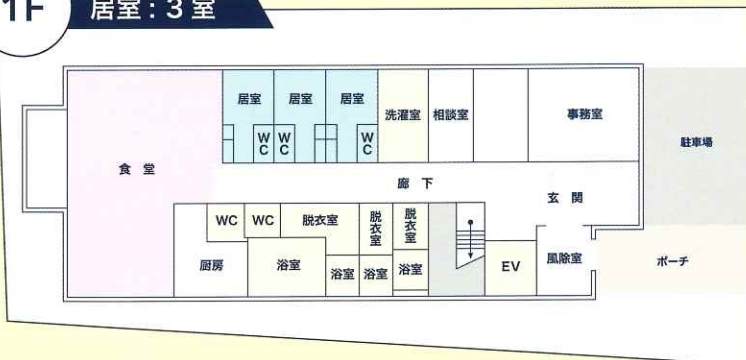 1F
居室：3室
居室
居室
居室
洗濯室
相談室
事務室
駐車場
WC
WC
WC
食堂
廊下
玄関
WC
WC
脱衣室
脱衣室
脱衣室
厨房
浴室
浴室
浴室
浴室
EV
風除室
ポーチ